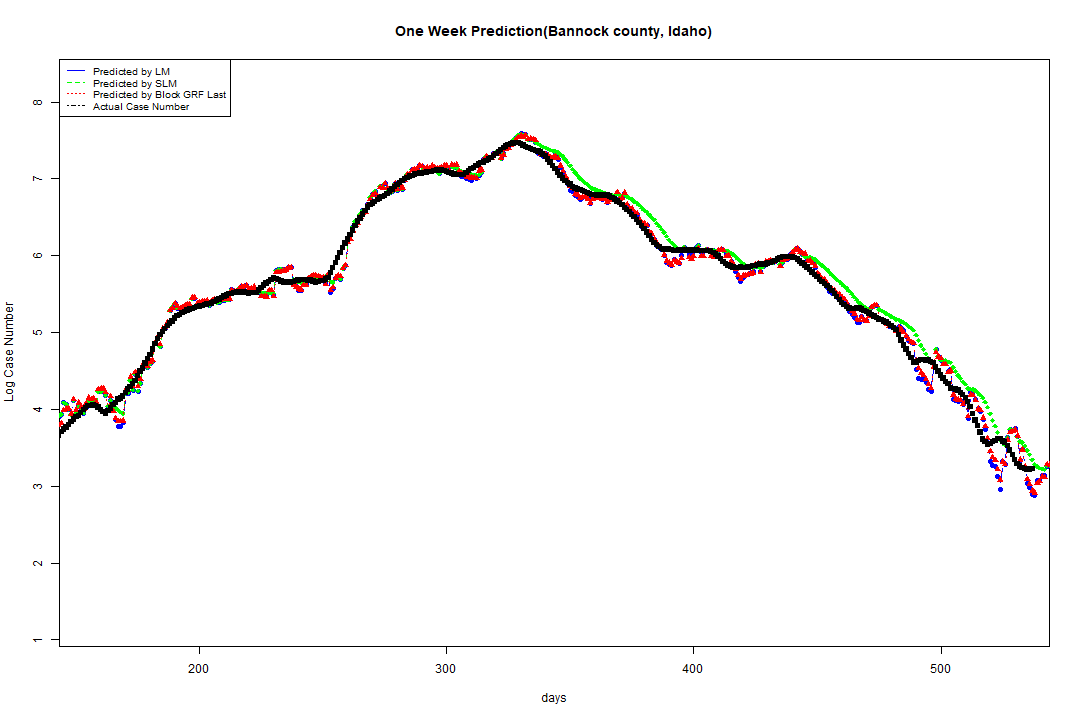 One Week Prediction(Bannock county, Idaho)
Predicted by LM
Predicted by SLM
Predicted by Block GRF Last
Actual Case Number
Log Case Number
8
7
6
5
4
3
2
1
200 300 400 500
days